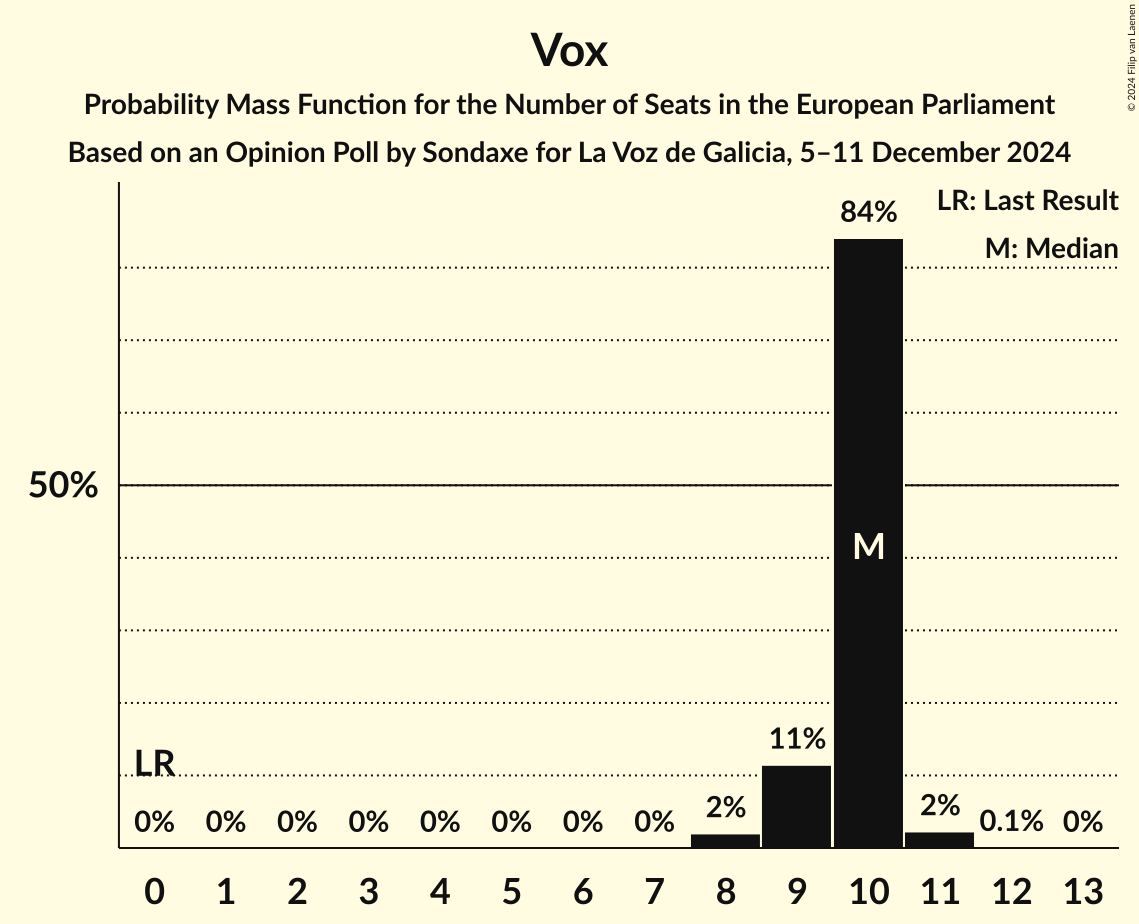 Vox
Probability Mass Function for the Number of Seats in the European Parliament
Based on an Opinion Poll by Sondaxe for La Voz de Galicia, 5–11 December 2024
© 2024 Filip van Laenen
LR: Last Result
M: Median
84%
50%
M
11%
LR
0% 0% 0% 0% 0% 0% 0% 0% 2% 2% 0.1% 0%
0 1 2 3 4 5 6 7 8 9 10 11 12 13